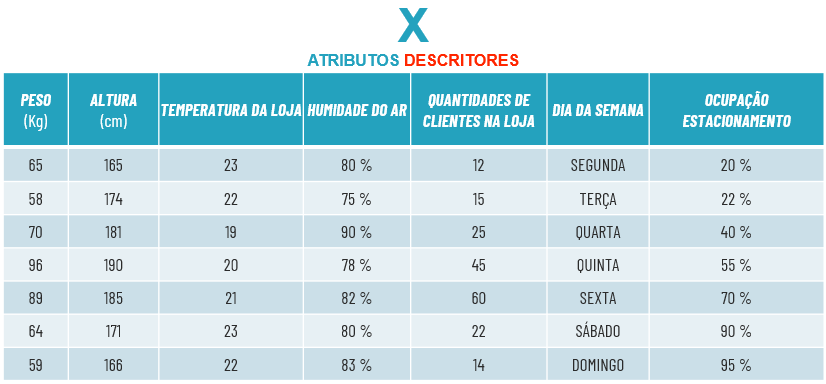 X
ATRIBUTOS DESCRITORES
PESO (Kg) ALTURA (cm) TEMPERATURA DA LOJA HUMIDADE DO AR QUANTIDADES DE CLIENTES NA LOJA DIA DA SEMANA OCUPAÇÃO ESTACIONAMENTO
65 165 23 80 % 12 SEGUNDA 20 %
58 174 22 75 % 15 TERÇA 22 %
70 181 19 90 % 25 QUARTA 40 %
96 190 20 78 % 45 QUINTA 55 %
89 185 21 82 % 60 SEXTA 70 %
64 171 23 80 % 22 SÁBADO 90 %
59 166 22 83 % 14 DOMINGO 95 %